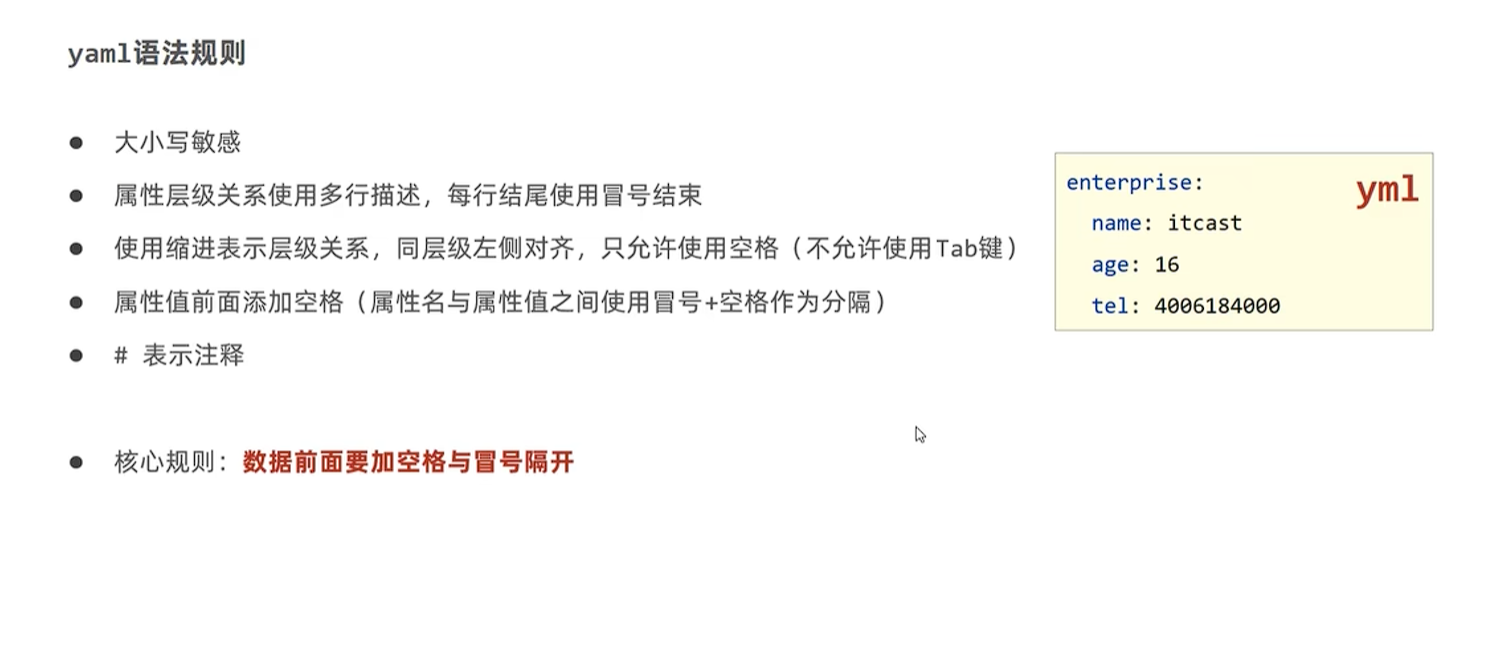 yaml语法规则
● 大小写敏感
● 属性层级关系使用多行描述，每行结尾使用冒号结束
● 使用缩进表示层级关系，同层级左侧对齐，只允许使用空格（不允许使用Tab键）
● 属性值前面添加空格（属性名与属性值之间使用冒号+空格作为分隔）
● # 表示注释
● 核心规则：数据前面要加空格与冒号隔开
enterprise:
yml
name: itcast
age: 16
tel: 4006184000